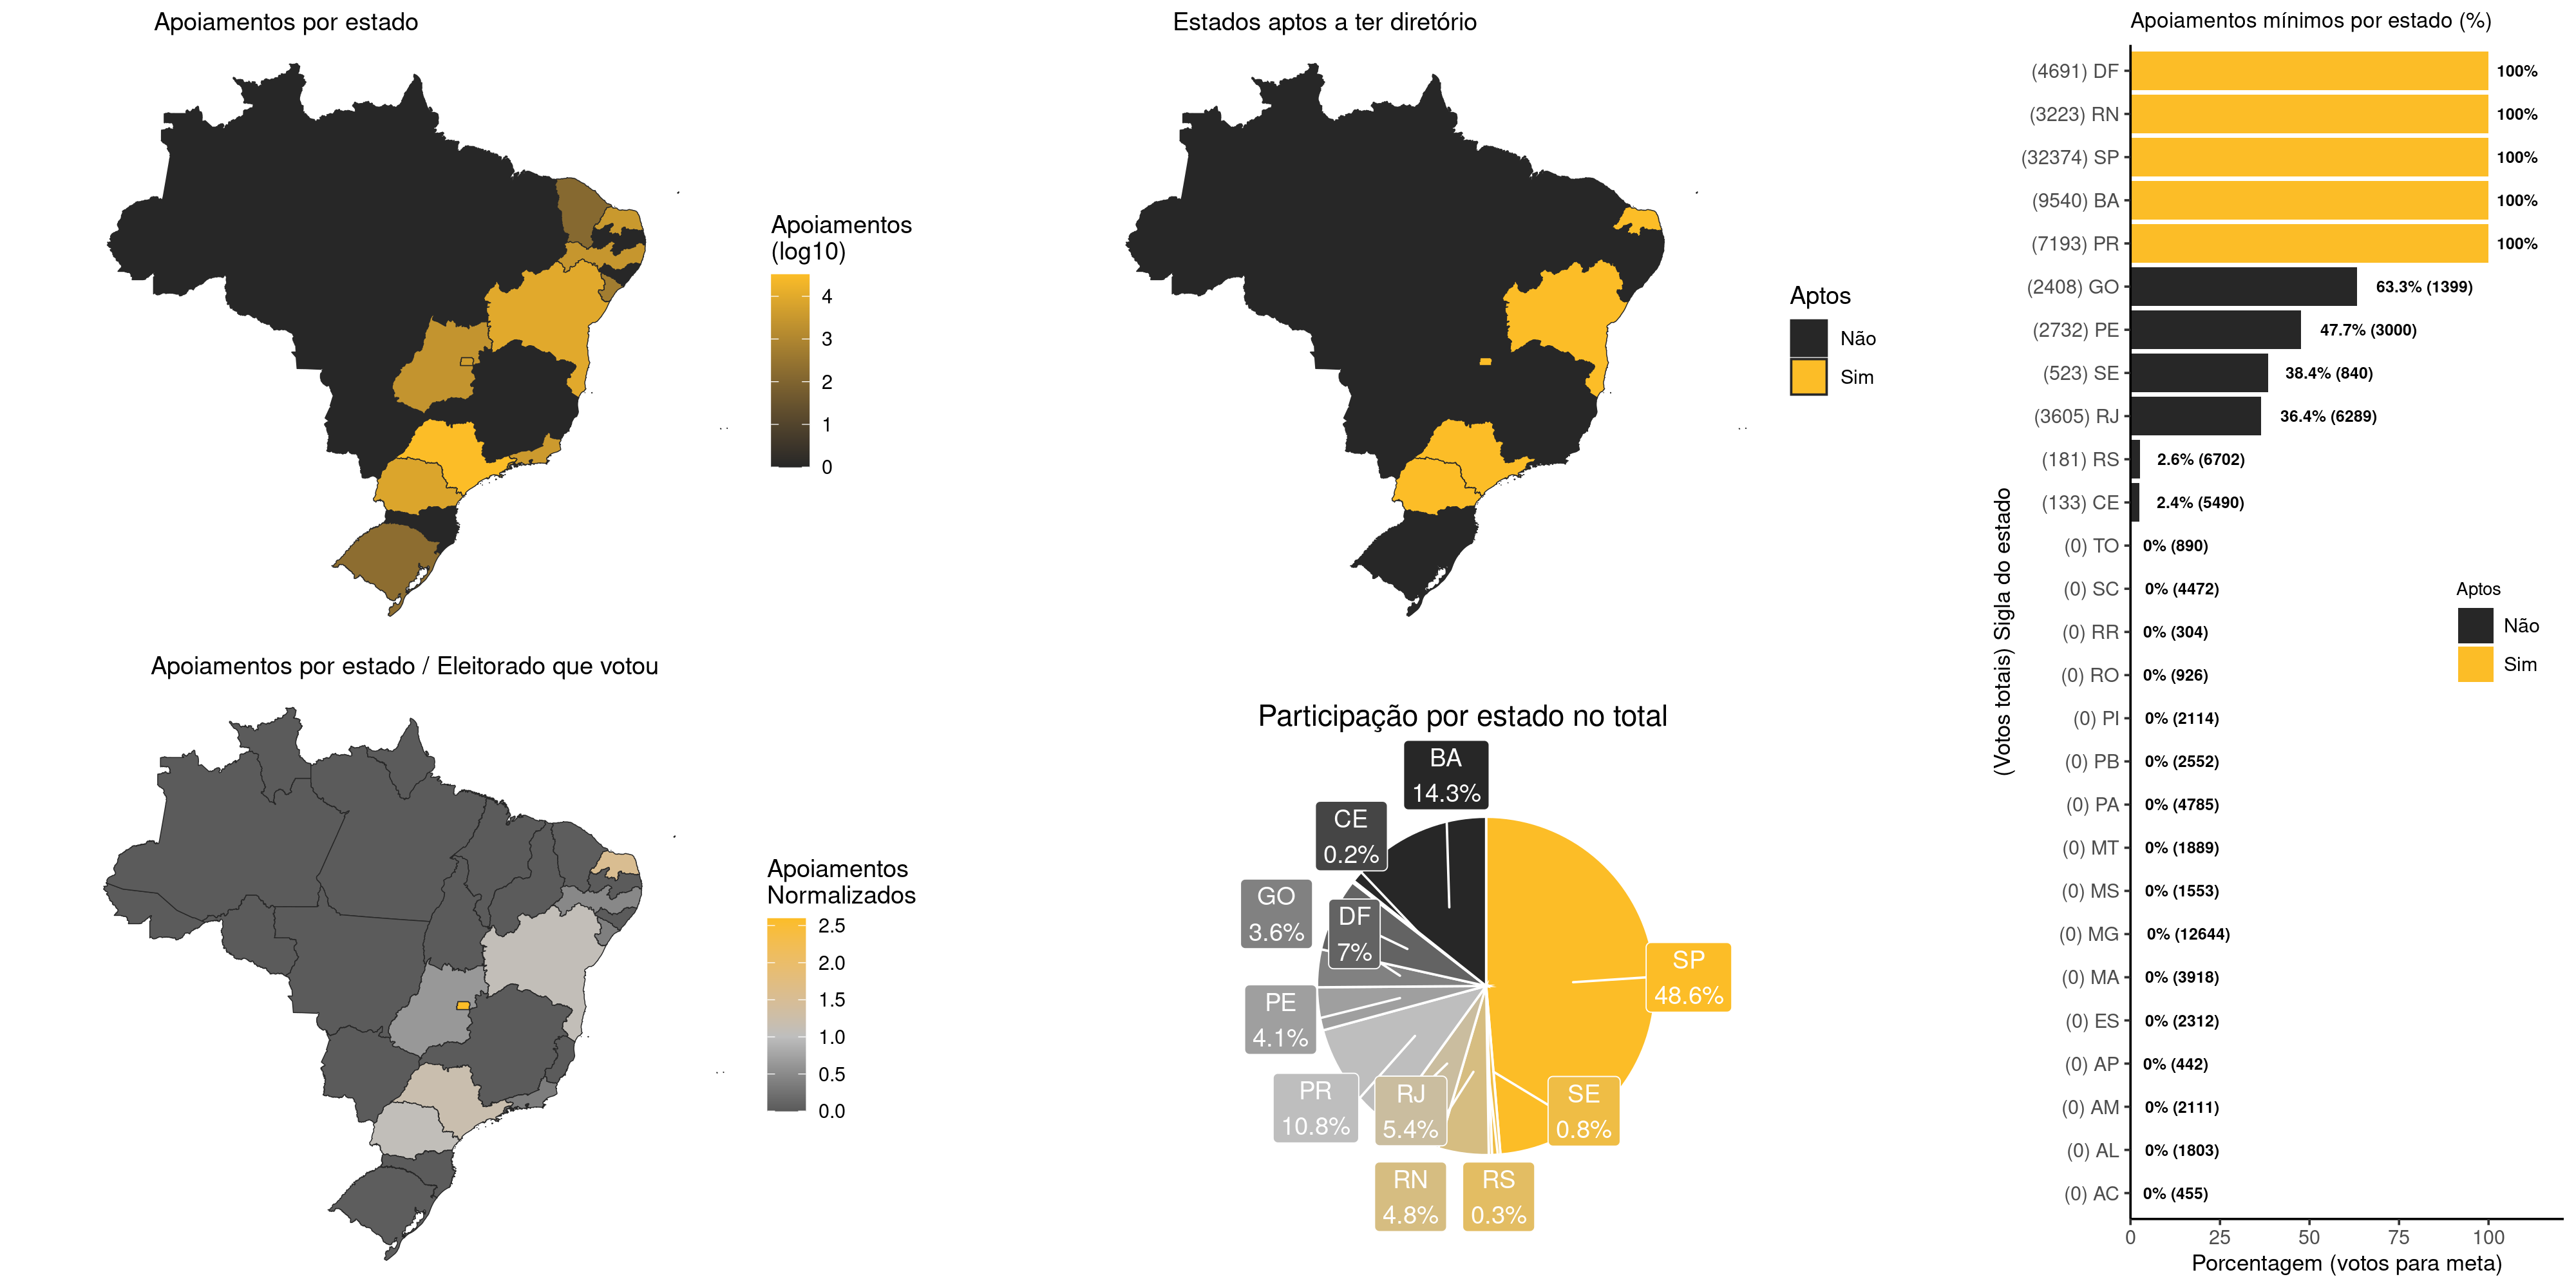 Apoiamentos por estado
Apoiamentos
(log10)
4
3
2
1
0
Estados aptos a ter diretório
Aptos
Não
Sim
Apoiamentos por estado / Eleitorado que votou
Apoiamentos
Normalizados
2.5
2.0
1.5
1.0
0.5
0.0
Participação por estado no total
BA
14.3%
CE
0.2%
GO
3.6%
DF
7%
PE
4.1%
PR
10.8%
RJ
5.4%
RN
4.8%
RS
0.3%
SE
0.8%
SP
48.6%
Apoiamentos mínimos por estado (%)
(Votos totais) Sigla do estado
(4691) DF 100%
(3223) RN 100%
(32374) SP 100%
(9540) BA 100%
(7193) PR 100%
(2408) GO 63.3% (1399)
(2732) PE 47.7% (3000)
(523) SE 38.4% (840)
(3605) RJ 36.4% (6289)
(181) RS 2.6% (6702)
(133) CE 2.4% (5490)
(0) TO 0% (890)
(0) SC 0% (4472)
(0) RR 0% (304)
(0) RO 0% (926)
(0) PI 0% (2114)
(0) PB 0% (2552)
(0) PA 0% (4785)
(0) MT 0% (1889)
(0) MS 0% (1553)
(0) MG 0% (12644)
(0) MA 0% (3918)
(0) ES 0% (2312)
(0) AP 0% (442)
(0) AM 0% (2111)
(0) AL 0% (1803)
(0) AC 0% (455)
0 25 50 75 100
Porcentagem (votos para meta)
Aptos
Não
Sim